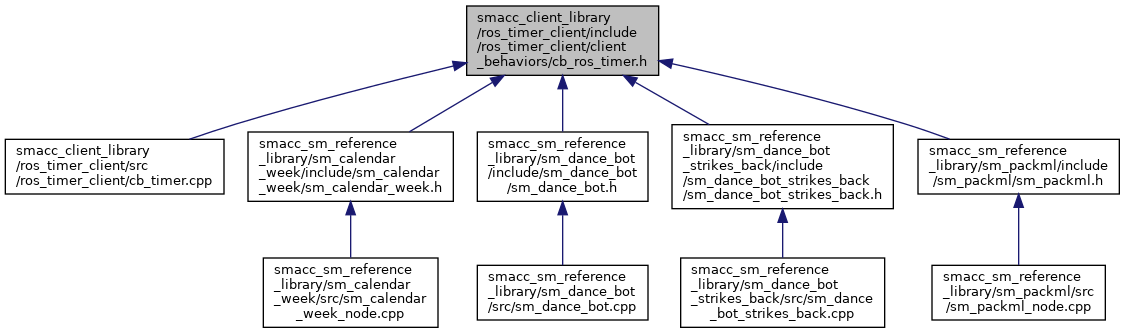 smacc_client_library
/ros_timer_client/include
/ros_timer_client/client
_behaviors/cb_ros_timer.h
smacc_client_library
/ros_timer_client/src
/ros_timer_client/cb_timer.cpp
smacc_sm_reference
_library/sm_calendar
_week/include/sm_calendar
_week/sm_calendar_week.h
smacc_sm_reference
_library/sm_dance_bot
/include/sm_dance_bot
/sm_dance_bot.h
smacc_sm_reference
_library/sm_dance_bot
_strikes_back/include
/sm_dance_bot_strikes_back
/sm_dance_bot_strikes_back.h
smacc_sm_reference
_library/sm_packml/include
/sm_packml/sm_packml.h
smacc_sm_reference
_library/sm_calendar
_week/src/sm_calendar
_week_node.cpp
smacc_sm_reference
_library/sm_dance_bot
/src/sm_dance_bot.cpp
smacc_sm_reference
_library/sm_dance_bot
_strikes_back/src/sm_dance
_bot_strikes_back.cpp
smacc_sm_reference
_library/sm_packml/src
/sm_packml_node.cpp